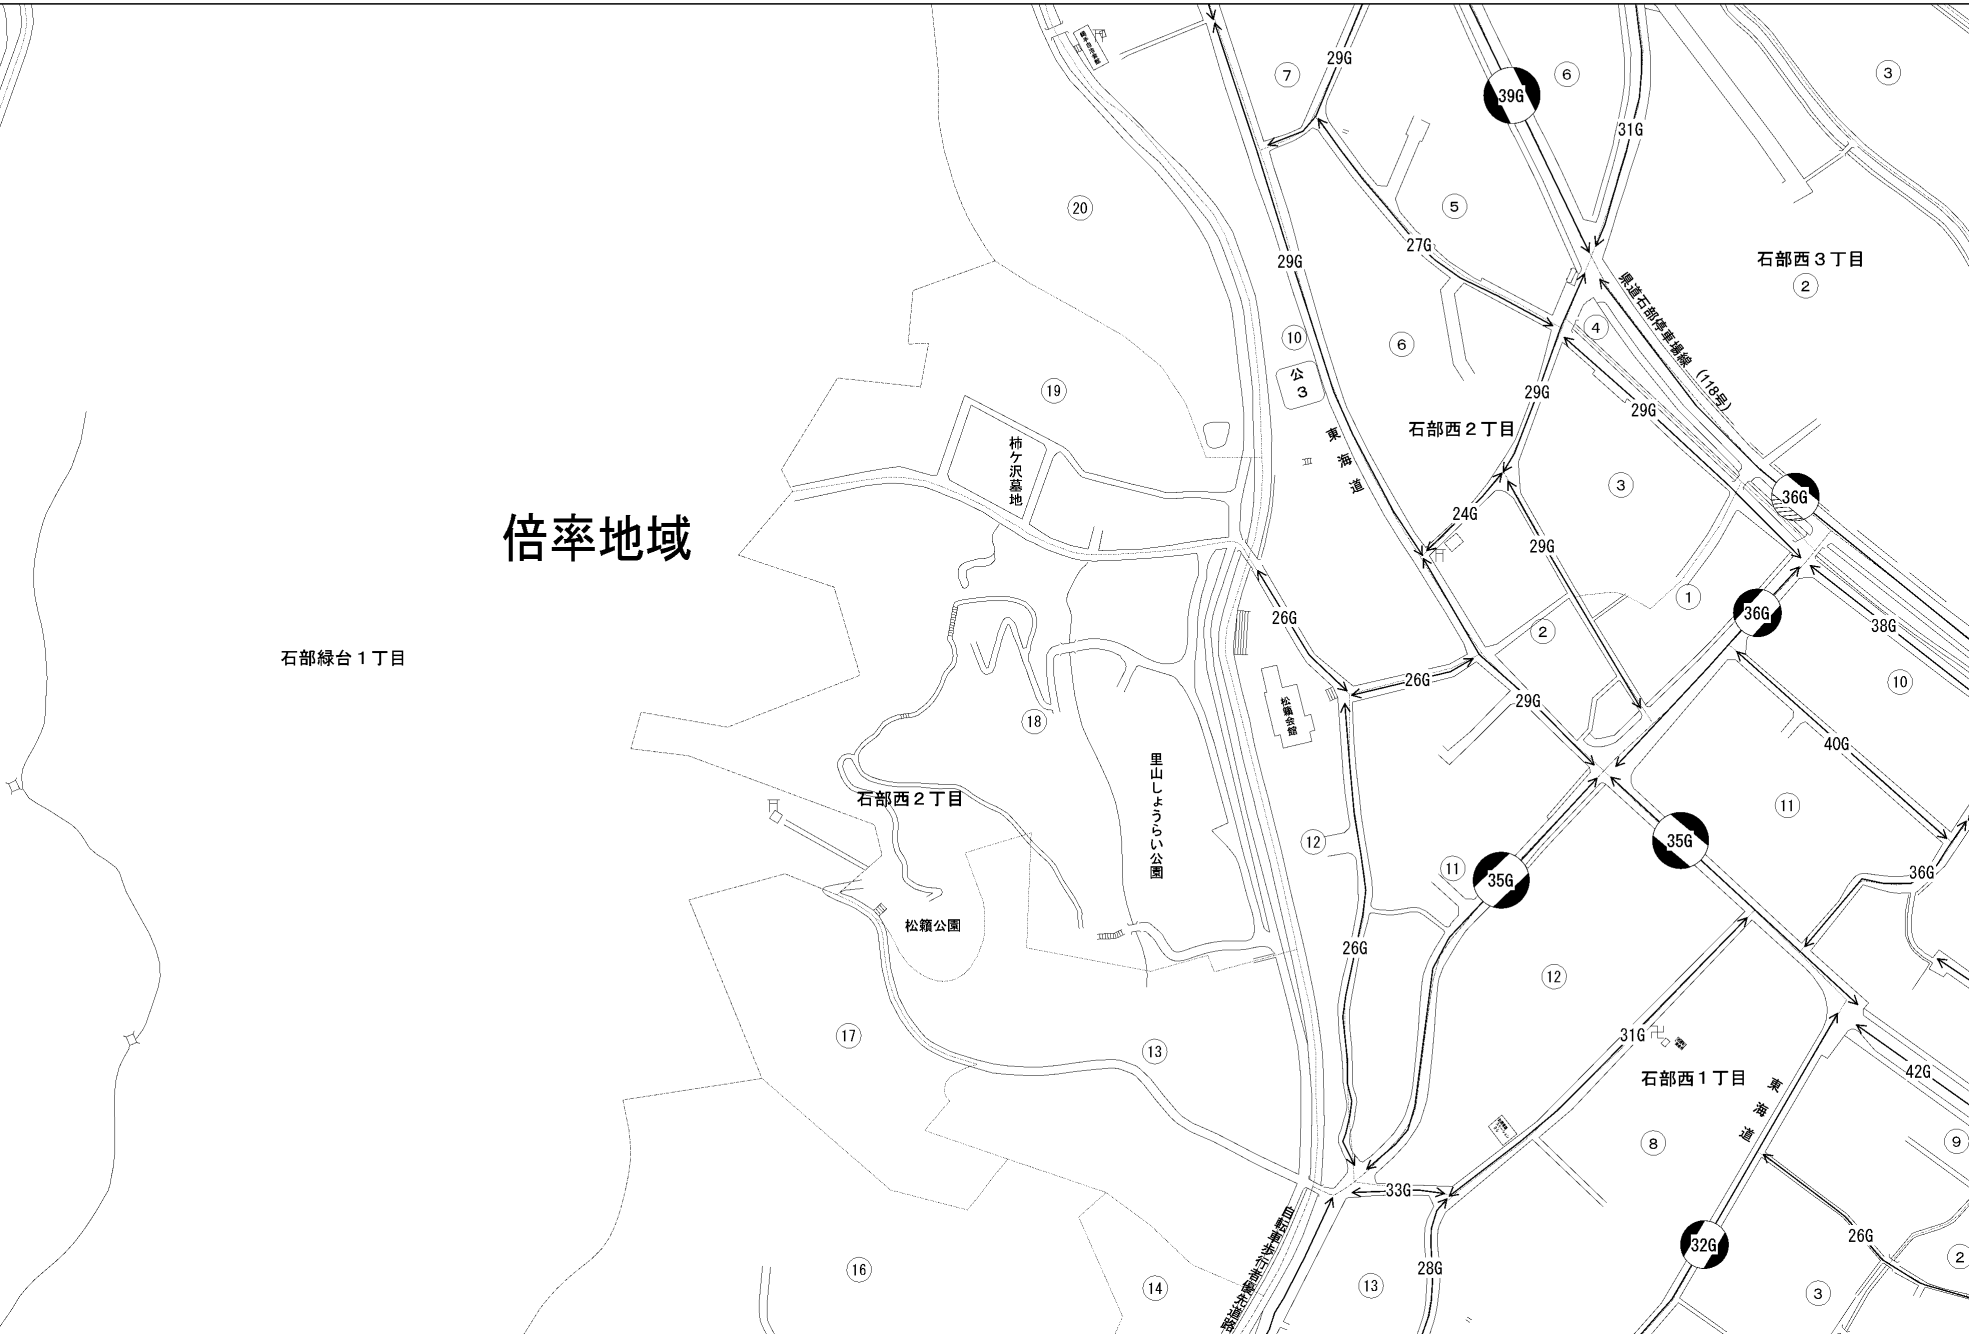 29G
7
39G
6
3
31G
20
5
27G
石部西３丁目
2
29G
県道石部停車場線（118号）
10
4
6
公
3
19
29G
29G
石部西２丁目
東海道
柿ケ沢墓地
3
36G
24G
倍率地域
29G
1
36G
26G
2
38G
石部緑台１丁目
26G
10
29G
松籟会館
18
40G
里山しょうらい公園
石部西２丁目
11
12
35G
11
35G
36G
松籟公園
26G
12
17
13
31G
石部西１丁目
42G
東海道
8
9
33G
自転車歩行者優先道路
32G
26G
2
16
28G
14
13
3